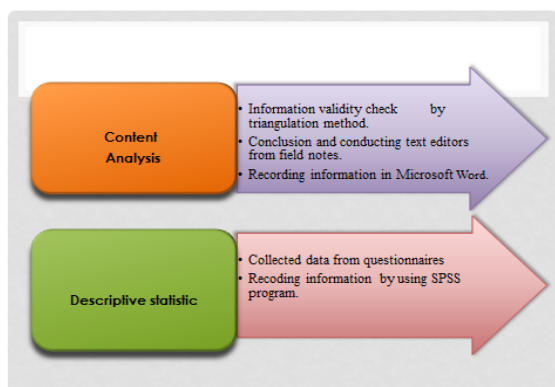 Content
Analysis
• Information validity check by
triangulation method.
• Conclusion and conducting text editors
from field notes.
• Recording information in Microsoft Word.
Descriptive statistic
• Collected data from questionnaires
• Recoding information by using SPSS
program.